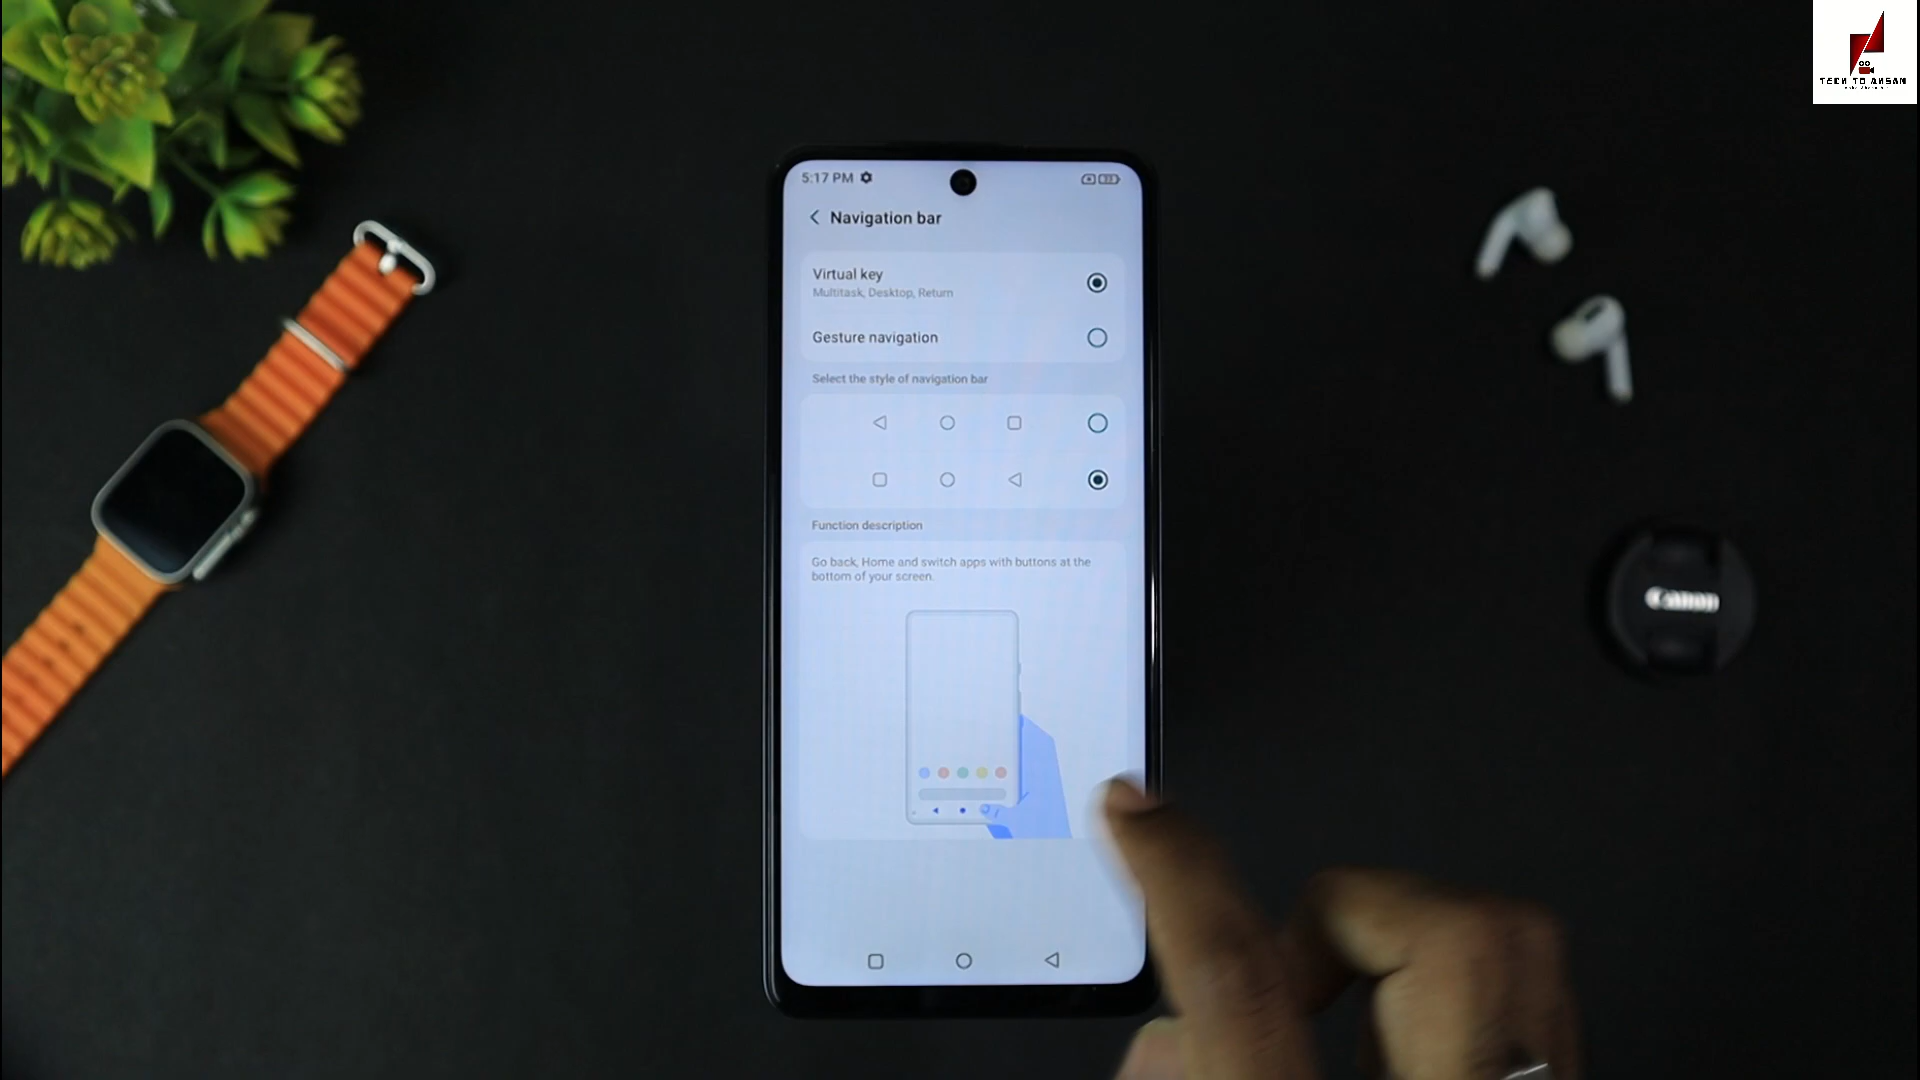 TECH TO AHSAN
5:17 PM
Navigation bar
Virtual key
Multitask, Desktop, Return
Gesture navigation
Select the style of navigation bar
Function description
Go back, Home and switch apps with buttons at the
bottom of your screen.
Canon